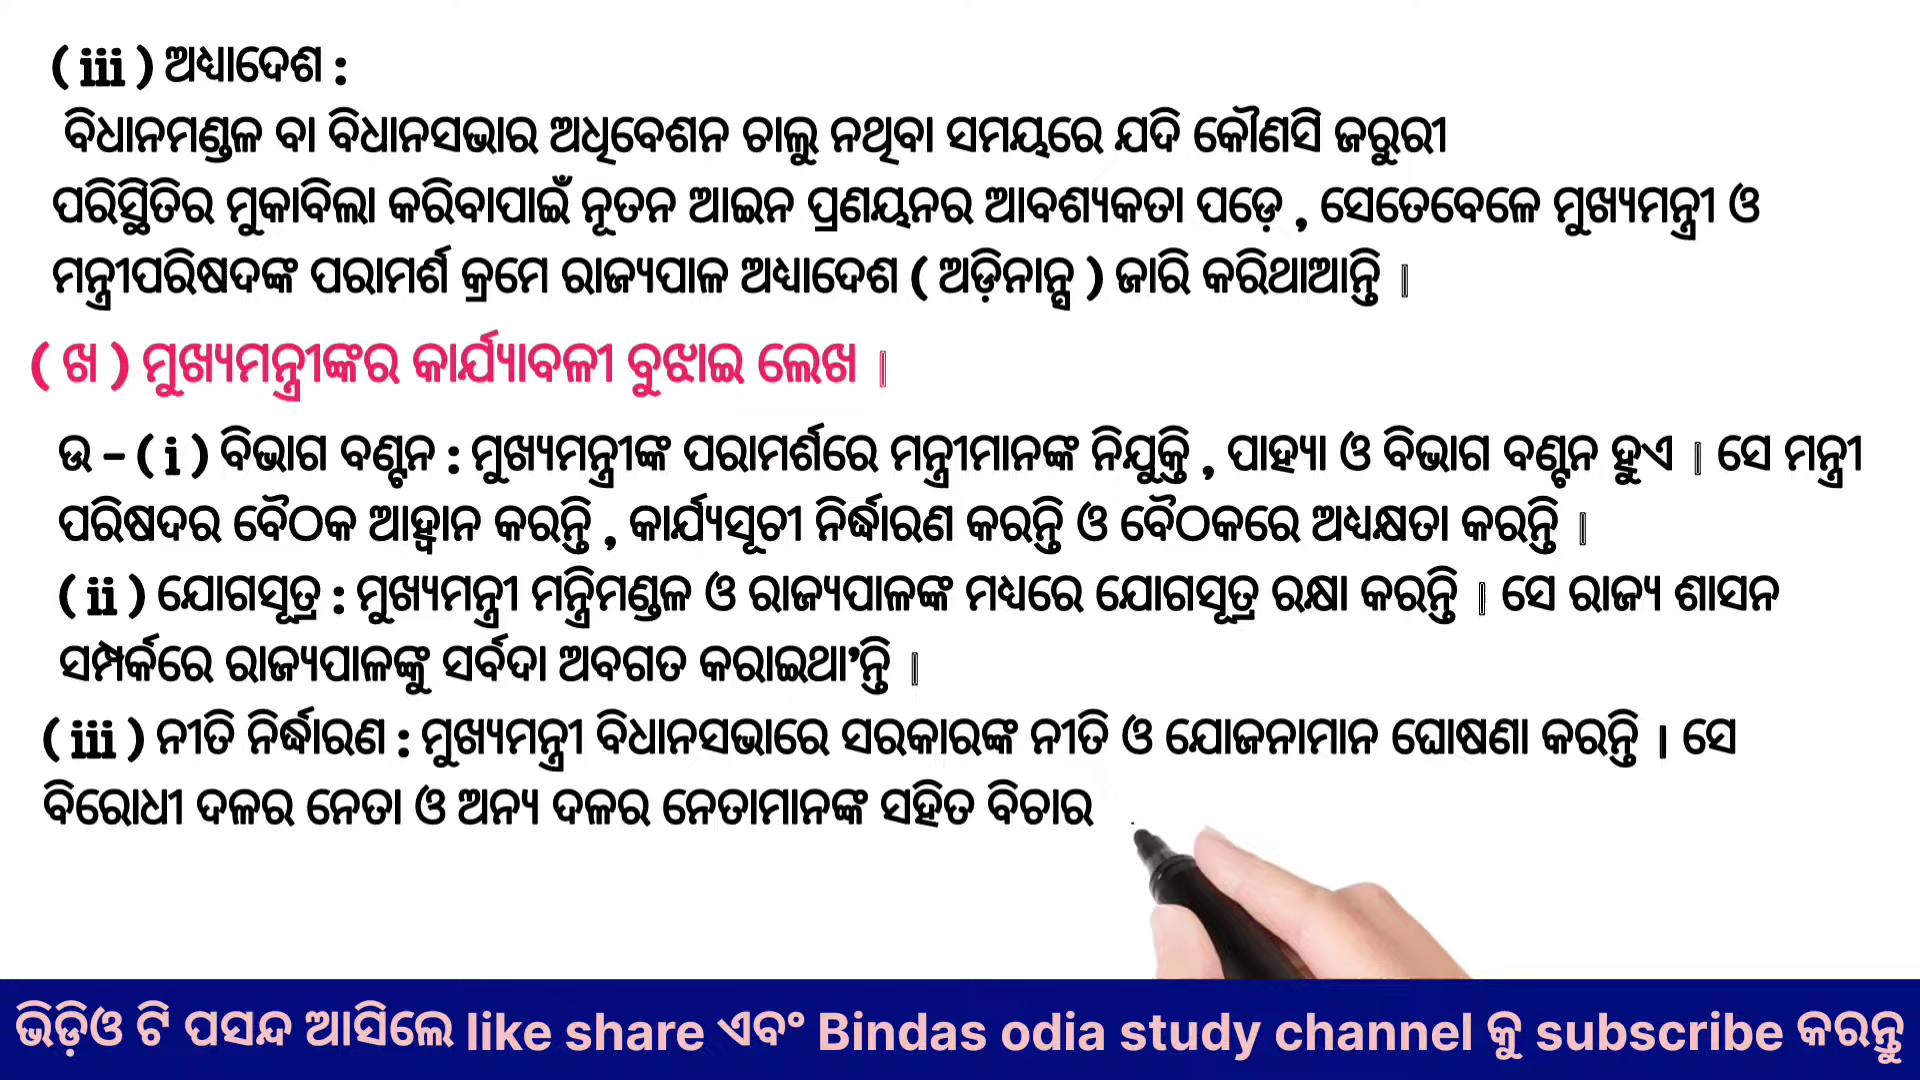 ( iii ) ଅଧ୍ୟାଦେଶ :
ବିଧାନମଣ୍ଡଳ ବା ବିଧାନସଭାର ଅଧିବେଶନ ଚାଲୁ ନଥିବା ସମୟରେ ଯଦି କୌଣସି ଜରୁରୀ
ପରିସ୍ଥିତିର ମୁକାବିଲା କରିବାପାଇଁ ନୂତନ ଆଇନ ପ୍ରଣୟନର ଆବଶ୍ୟକତା ପଡ଼େ , ସେତେବେଳେ ମୁଖ୍ୟମନ୍ତ୍ରୀ ଓ
ମନ୍ତ୍ରୀପରିଷଦଙ୍କ ପରାମର୍ଶ କ୍ରମେ ରାଜ୍ୟପାଳ ଅଧ୍ୟାଦେଶ ( ଅଡ଼ିନାନ୍ସ ) ଜାରି କରିଥାଆନ୍ତି ।
( ଖ ) ମୁଖ୍ୟମନ୍ତ୍ରୀଙ୍କର କାର୍ଯ୍ୟାବଳୀ ବୁଝାଇ ଲେଖ ।
ଉ – ( i ) ବିଭାଗ ବଣ୍ଟନ : ମୁଖ୍ୟମନ୍ତ୍ରୀଙ୍କ ପରାମର୍ଶରେ ମନ୍ତ୍ରୀମାନଙ୍କ ନିଯୁକ୍ତି , ପାହ୍ୟା ଓ ବିଭାଗ ବଣ୍ଟନ ହୁଏ । ସେ ମନ୍ତ୍ରୀ
ପରିଷଦର ବୈଠକ ଆହ୍ୱାନ କରନ୍ତି , କାର୍ଯ୍ୟସୂଚୀ ନିର୍ଦ୍ଧାରଣ କରନ୍ତି ଓ ବୈଠକରେ ଅଧ୍ୟକ୍ଷତା କରନ୍ତି ।
( ii ) ଯୋଗସୂତ୍ର : ମୁଖ୍ୟମନ୍ତ୍ରୀ ମନ୍ତ୍ରିମଣ୍ଡଳ ଓ ରାଜ୍ୟପାଳଙ୍କ ମଧ୍ୟରେ ଯୋଗସୂତ୍ର ରକ୍ଷା କରନ୍ତି । ସେ ରାଜ୍ୟ ଶାସନ
ସମ୍ପର୍କରେ ରାଜ୍ୟପାଳଙ୍କୁ ସର୍ବଦା ଅବଗତ କରାଇଥା’ନ୍ତି ।
( iii ) ନୀତି ନିର୍ଦ୍ଧାରଣ : ମୁଖ୍ୟମନ୍ତ୍ରୀ ବିଧାନସଭାରେ ସରକାରଙ୍କ ନୀତି ଓ ଯୋଜନାମାନ ଘୋଷଣା କରନ୍ତି । ସେ
ବିରୋଧୀ ଦଳର ନେତା ଓ ଅନ୍ୟ ଦଳର ନେତାମାନଙ୍କ ସହିତ ବିଚାର
ଭିଡ଼ିଓ ଟି ପସନ୍ଦ ଆସିଲେ like share ଏବଂ Bindas odia study channel କୁ subscribe କରନ୍ତୁ